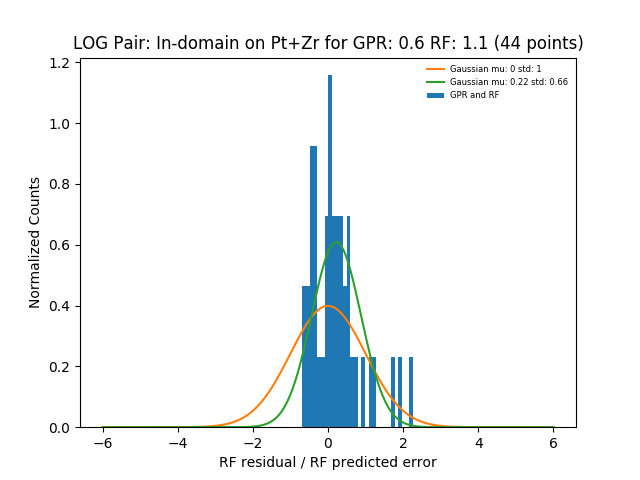 LOG Pair: In-domain on Pt+Zr for GPR: 0.6 RF: 1.1 (44 points)
Gaussian mu: 0 std: 1
Gaussian mu: 0.22 std: 0.66
GPR and RF
1.2
1.0
0.8
0.6
0.4
0.2
0.0
Normalized Counts
−6
−4
−2
0
2
4
6
RF residual / RF predicted error